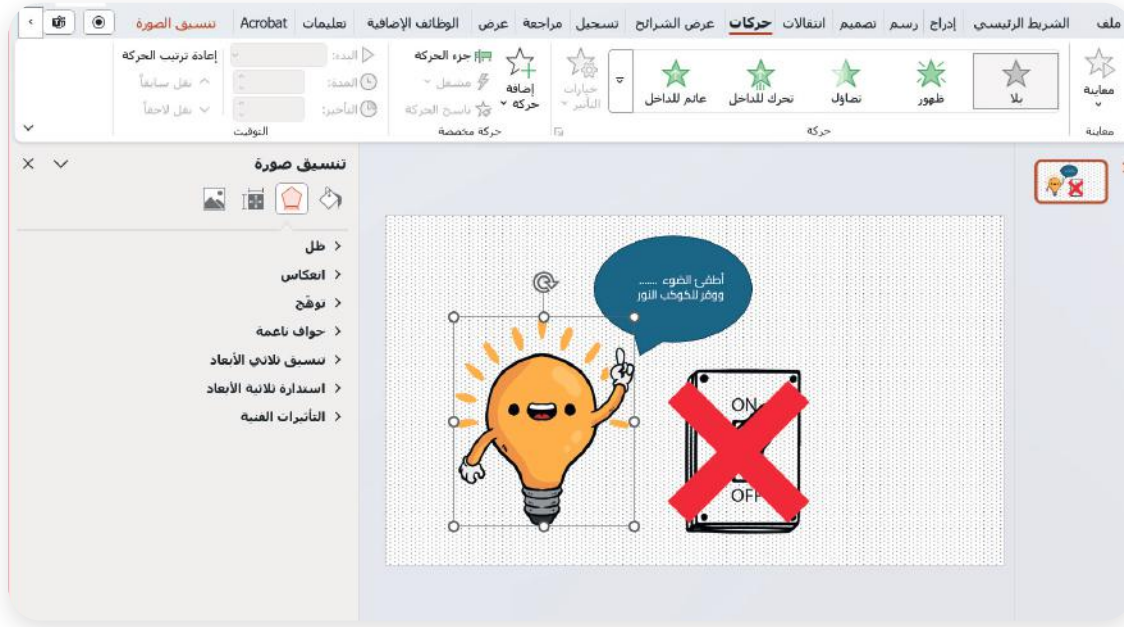 ملف الشريط الرئيسي إدراج رسم تصميم انتقالات حركات عرض الشرائح تسجيل مراجعة عرض الوظائف الإضافية تعليمات Acrobat تنسيق الصورة
معاينة
معاينة
بلا
ظهور
تضاؤل
تحرك للداخل
عائم للداخل
حركة
خيارات
التأثير
إضافة
حركة
جزء الحركة
مشغل
ناسخ الحركة
حركة مخصصة
البدء:
المدة:
التأخير:
إعادة ترتيب الحركة
نقل سابقاً
نقل لاحقاً
التوقيت
تنسيق صورة
ظل
انعكاس
توهّج
حواف ناعمة
تنسيق ثلاثي الأبعاد
استدارة ثلاثية الأبعاد
التأثيرات الفنية
أطفئ الضوء ......
ووفر للكوكب النور
ON
OFF